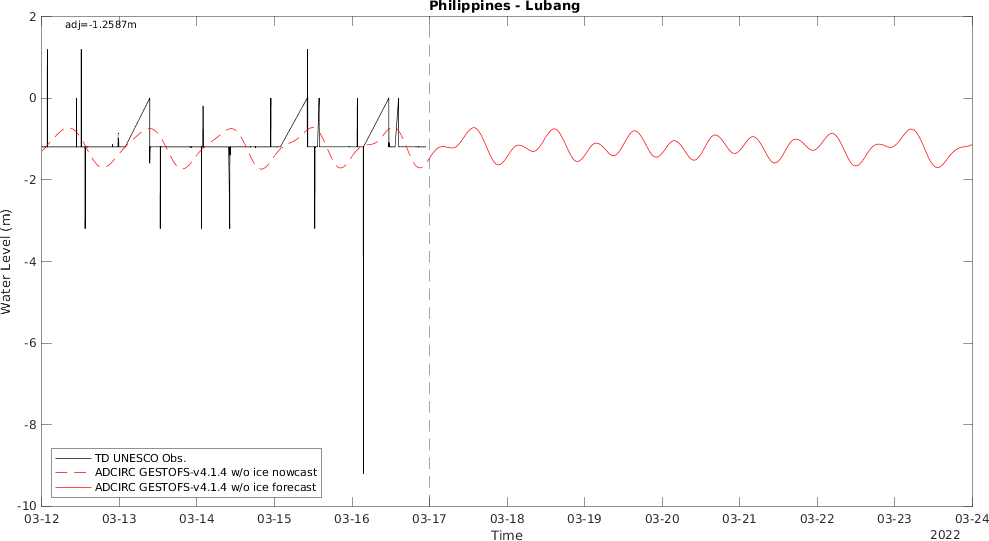 Philippines - Lubang
adj=-1.2587m
2
0
-2
-4
-6
-8
-10
Water Level (m)
TD UNESCO Obs.
ADCIRC GESTOFS-v4.1.4 w/o ice nowcast
ADCIRC GESTOFS-v4.1.4 w/o ice forecast
03-12 03-13 03-14 03-15 03-16 03-17 03-18 03-19 03-20 03-21 03-22 03-23 03-24
Time
2022